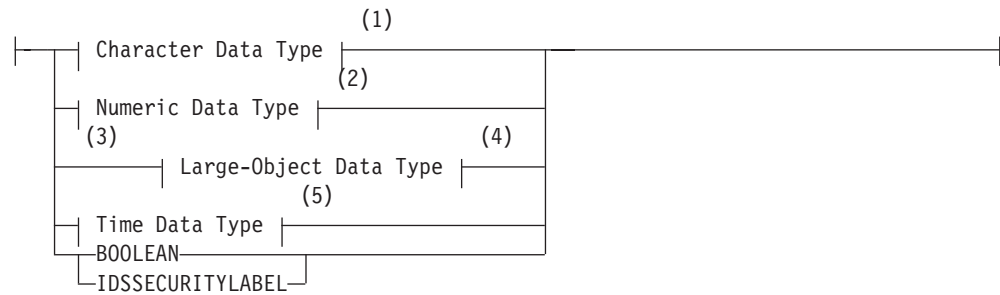 (1)
Character Data Type
(2)
Numeric Data Type
(3) (4)
Large-Object Data Type
(5)
Time Data Type
BOOLEAN
IDSSECURITYLABEL